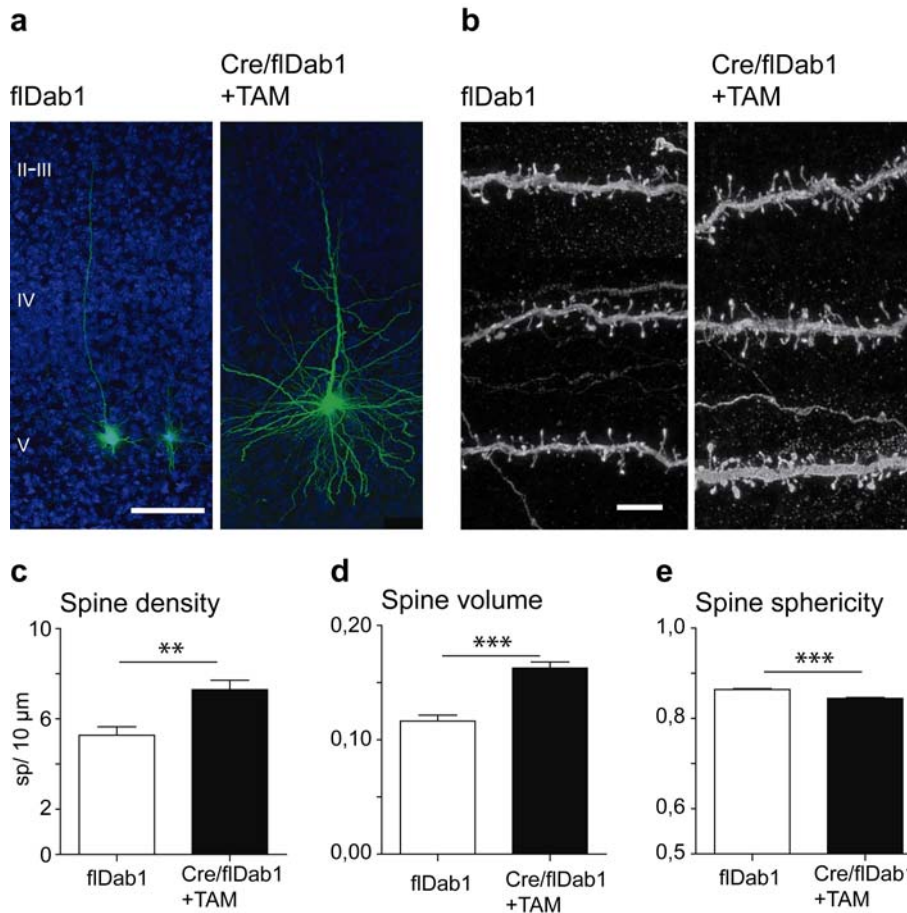 a
flDab1
Cre/flDab1
+TAM
II-III
IV
V
b
flDab1
Cre/flDab1
+TAM
c
Spine density
10
8
6
2
0
sp/ 10 µm
**
flDab1
Cre/flDab1
+TAM
d
Spine volume
0,20
0,10
0,00
***
flDab1
Cre/flDab1
+TAM
e
Spine sphericity
1,0
0,8
0,6
0,5
***
flDab1
Cre/flDab1
+TAM